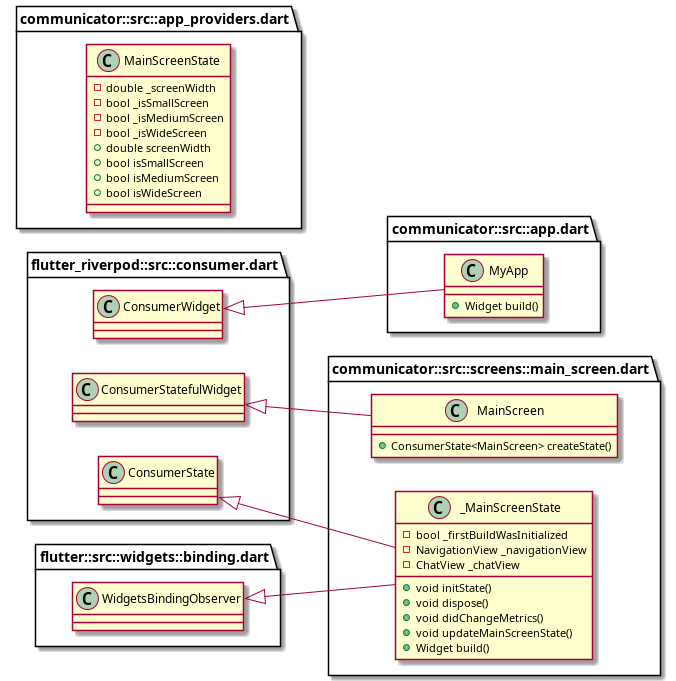 communicator::src::app_providers.dart
C MainScreenState
double _screenWidth
bool _isSmallScreen
bool _isMediumScreen
bool _isWideScreen
double screenWidth
bool isSmallScreen
bool isMediumScreen
bool isWideScreen
communicator::src::app.dart
C MyApp
Widget build()
flutter_riverpod::src::consumer.dart
C ConsumerWidget
C ConsumerStatefulWidget
C ConsumerState
communicator::src::screens::main_screen.dart
C MainScreen
ConsumerState<MainScreen> createState()
C _MainScreenState
bool _firstBuildWasInitialized
NavigationView _navigationView
ChatView _chatView
void initState()
void dispose()
void didChangeMetrics()
void updateMainScreenState()
Widget build()
flutter::src::widgets::binding.dart
C WidgetsBindingObserver